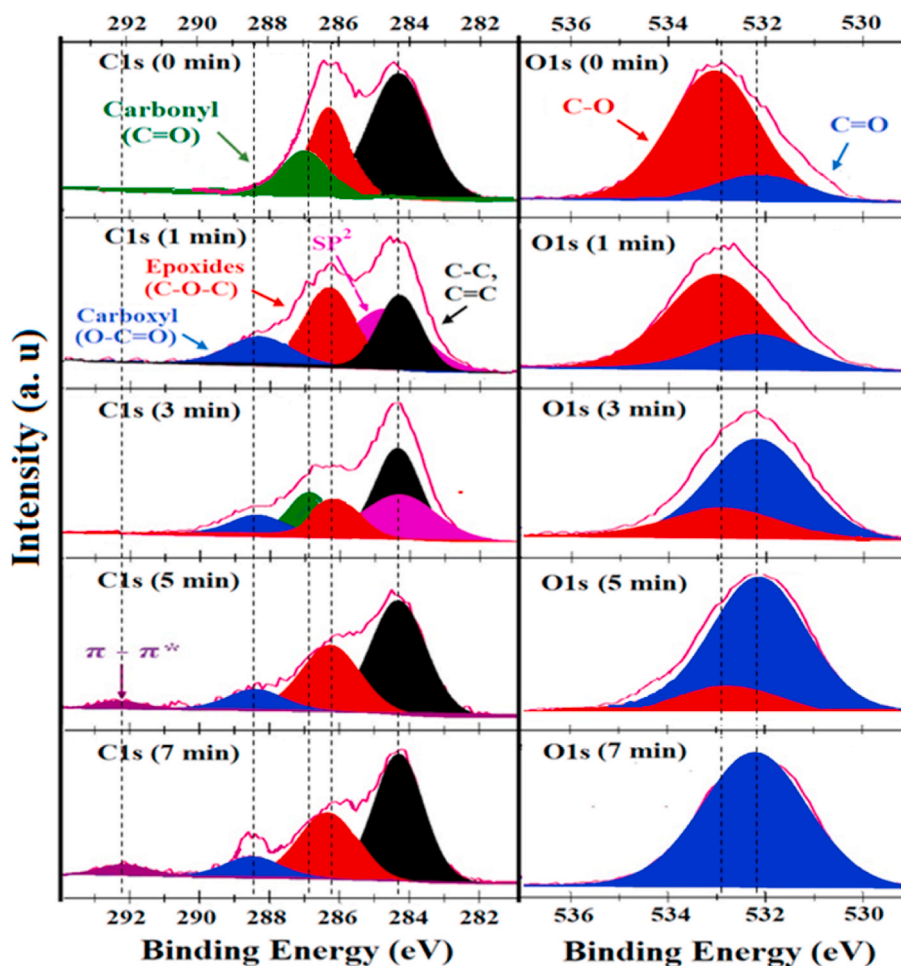 292 290 288 286 284 282
536 534 532 530
C1s (0 min)
Carbonyl
(C=O)
O1s (0 min)
C-O
C=O
C1s (1 min)
SP²
Epoxides
(C-O-C)
C-C,
C=C
Carboxyl
(O-C=O)
O1s (1 min)
C1s (3 min)
O1s (3 min)
C1s (5 min)
π - π*
O1s (5 min)
C1s (7 min)
O1s (7 min)
Intensity (a. u)
292 290 288 286 284 282
536 534 532 530
Binding Energy (eV)
Binding Energy (eV)